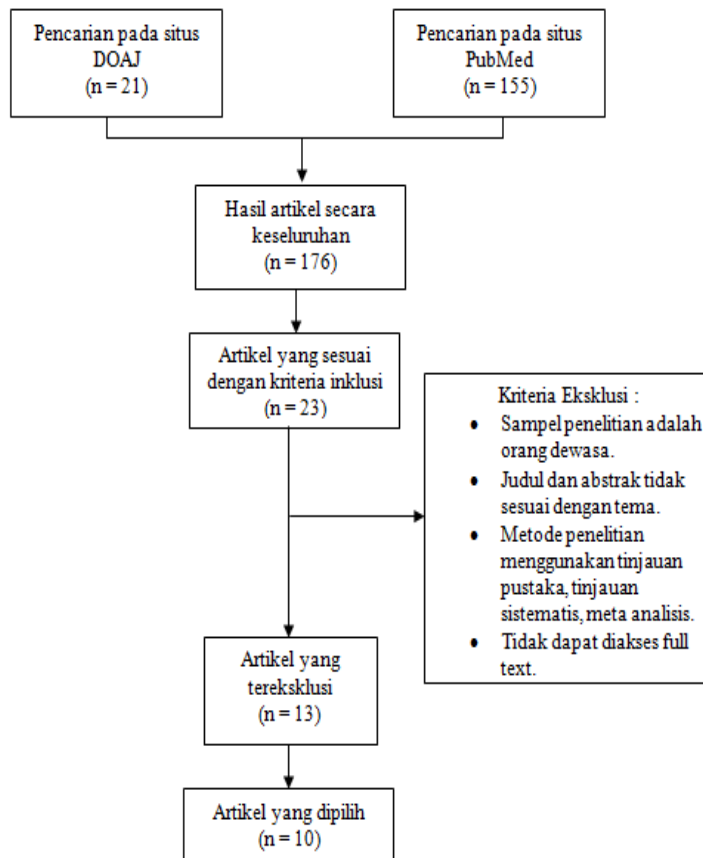 Pencarian pada situs
DOAJ
(n = 21)
Pencarian pada situs
PubMed
(n = 155)
Hasil artikel secara
keseluruhan
(n = 176)
Artikel yang sesuai
dengan kriteria inklusi
(n = 23)
Kriteria Eksklusi :
• Sampel penelitian adalah
orang dewasa.
• Judul dan abstrak tidak
sesuai dengan tema.
• Metode penelitian
menggunakan tinjauan
pustaka, tinjauan
sistematis, meta analisis.
• Tidak dapat diakses full
text.
Artikel yang
tereksklusi
(n = 13)
Artikel yang dipilih
(n = 10)